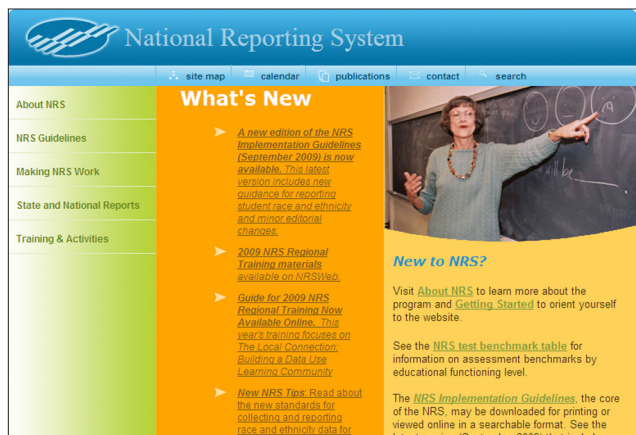 National Reporting System
site map calendar publications contact search
About NRS
NRS Guidelines
Making NRS Work
State and National Reports
Training & Activities
What's New
A new edition of the NRS
Implementation Guidelines
(September 2009) is now
available. This latest
version includes new
guidance for reporting
student race and ethnicity
and minor editorial
changes.
2009 NRS Regional
Training materials
available on NRSWeb.
Guide for 2009 NRS
Regional Training Now
Available Online. This
year's training focuses on
The Local Connection:
Building a Data Use
Learning Community
New NRS Tips: Read about
the new standards for
collecting and reporting
race and ethnicity data for
will be
New to NRS?
Visit About NRS to learn more about the
program and Getting Started to orient yourself
to the website.
See the NRS test benchmark table for
information on assessment benchmarks by
educational functioning level.
The NRS Implementation Guidelines, the core
of the NRS, may be downloaded for printing or
viewed online in a searchable format. See the